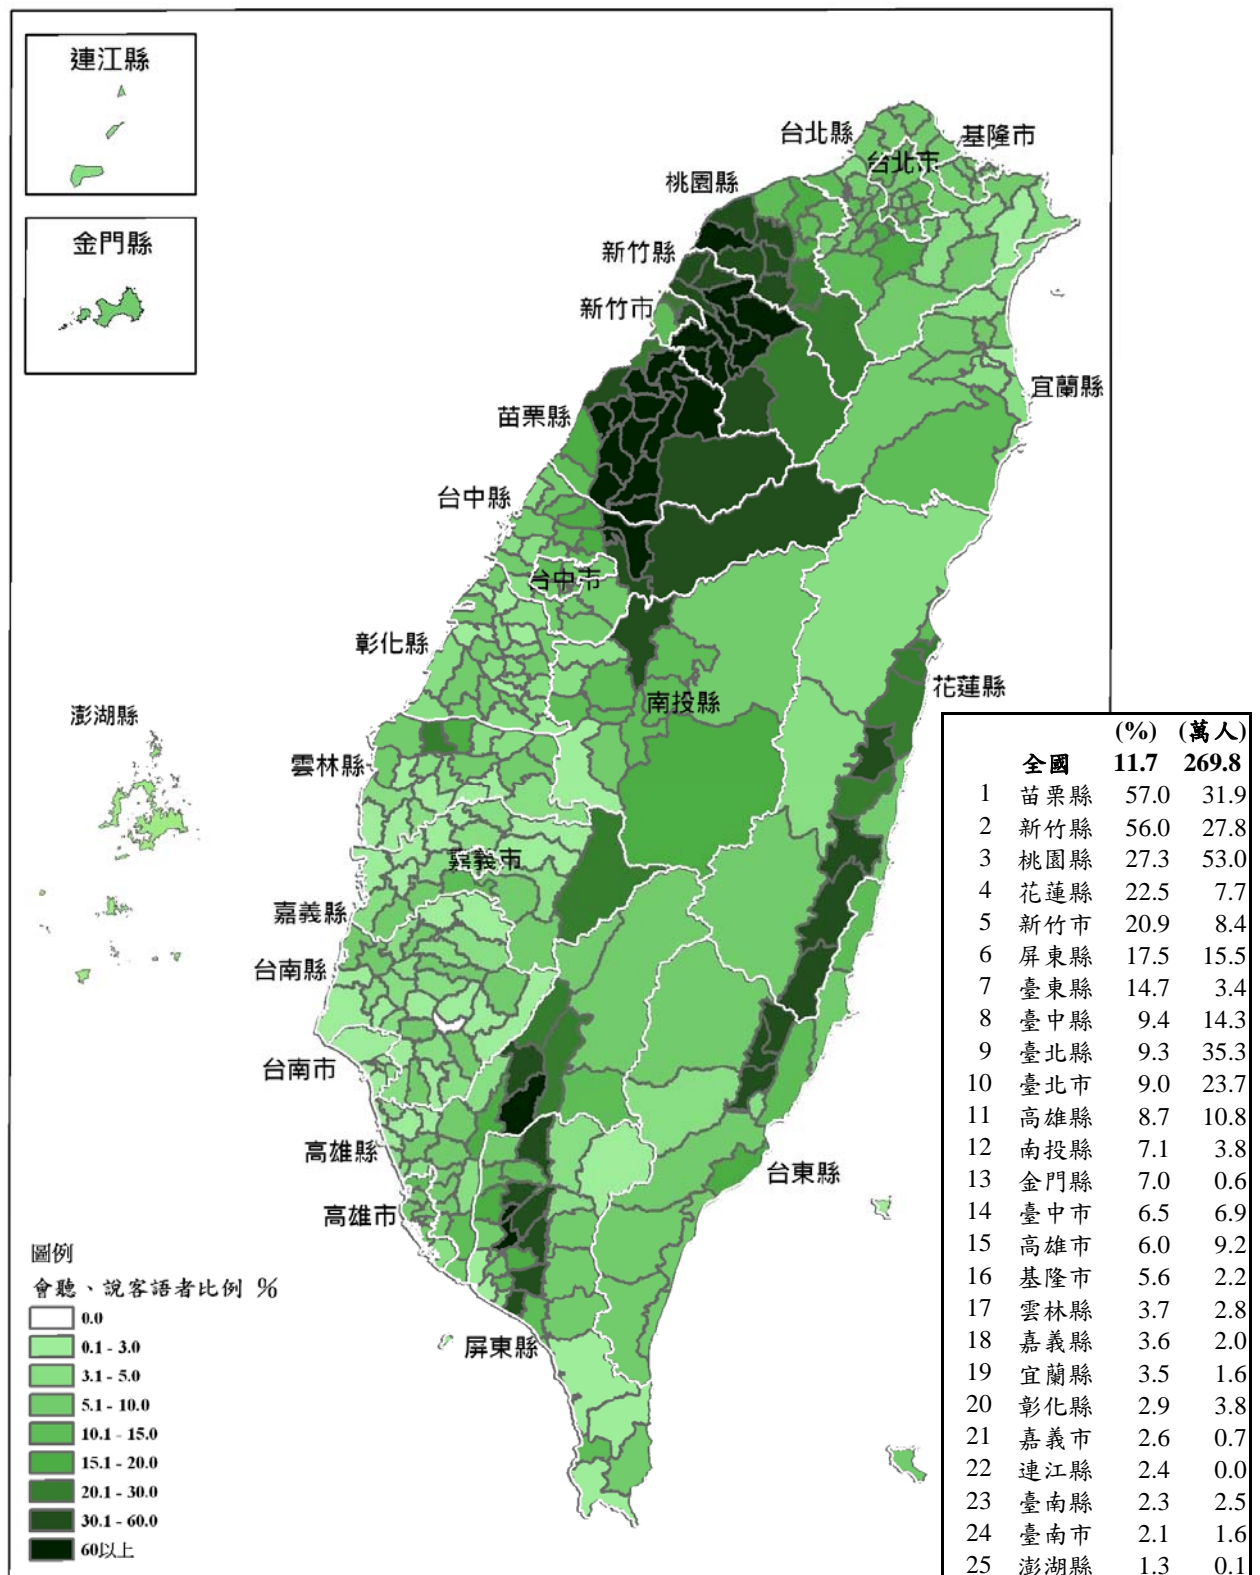 連江縣
金門縣
台北縣
基隆市
台北市
桃園縣
新竹縣
新竹市
宜蘭縣
苗栗縣
台中縣
台中市
彰化縣
花蓮縣
南投縣
澎湖縣
雲林縣
嘉義市
嘉義縣
台南縣
台南市
高雄縣
台東縣
高雄市
屏東縣
圖例
會聽、說客語者比例 %
0.0
0.1 - 3.0
3.1 - 5.0
5.1 - 10.0
10.1 - 15.0
15.1 - 20.0
20.1 - 30.0
30.1 - 60.0
60以上
(%) (萬人)
全國 11.7 269.8
1 苗栗縣 57.0 31.9
2 新竹縣 56.0 27.8
3 桃園縣 27.3 53.0
4 花蓮縣 22.5 7.7
5 新竹市 20.9 8.4
6 屏東縣 17.5 15.5
7 臺東縣 14.7 3.4
8 臺中縣 9.4 14.3
9 臺北縣 9.3 35.3
10 臺北市 9.0 23.7
11 高雄縣 8.7 10.8
12 南投縣 7.1 3.8
13 金門縣 7.0 0.6
14 臺中市 6.5 6.9
15 高雄市 6.0 9.2
16 基隆市 5.6 2.2
17 雲林縣 3.7 2.8
18 嘉義縣 3.6 2.0
19 宜蘭縣 3.5 1.6
20 彰化縣 2.9 3.8
21 嘉義市 2.6 0.7
22 連江縣 2.4 0.0
23 臺南縣 2.3 2.5
24 臺南市 2.1 1.6
25 澎湖縣 1.3 0.1